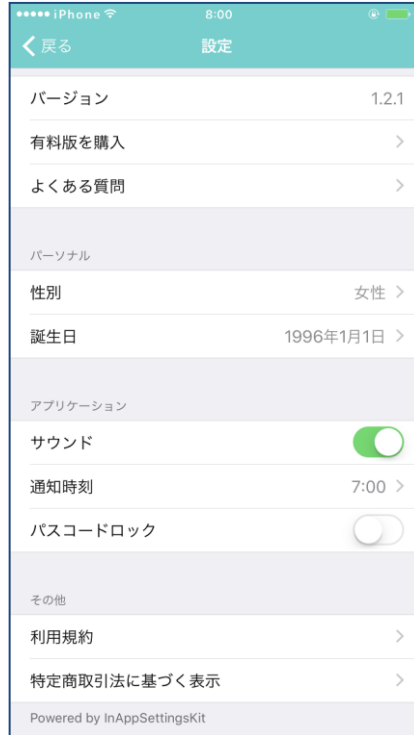 iPhone 8:00
戻る 設定
バージョン 1.2.1
有料版を購入
よくある質問
パーソナル
性別 女性
誕生日 1996年1月1日
アプリケーション
サウンド
通知時刻 7:00
パスコードロック
その他
利用規約
特定商取引法に基づく表示
Powered by InAppSettingsKit